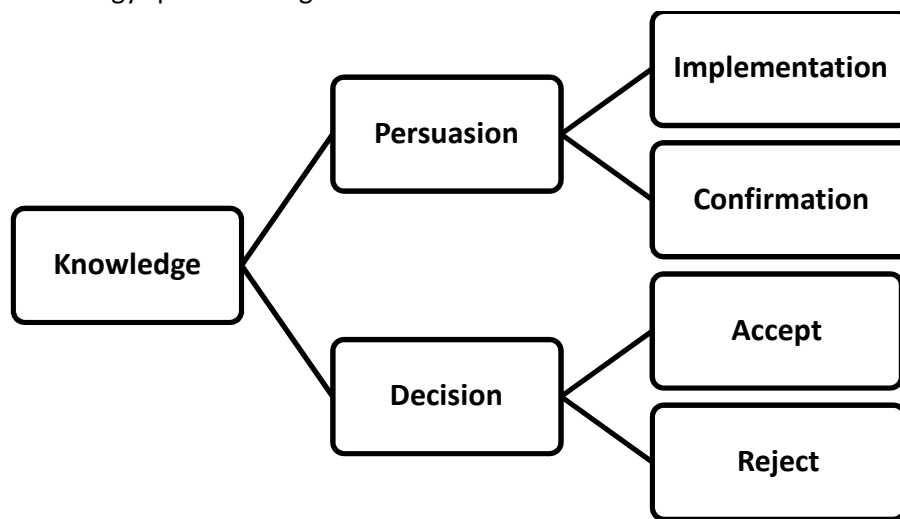 Implementation
Persuasion
Confirmation
Knowledge
Accept
Decision
Reject